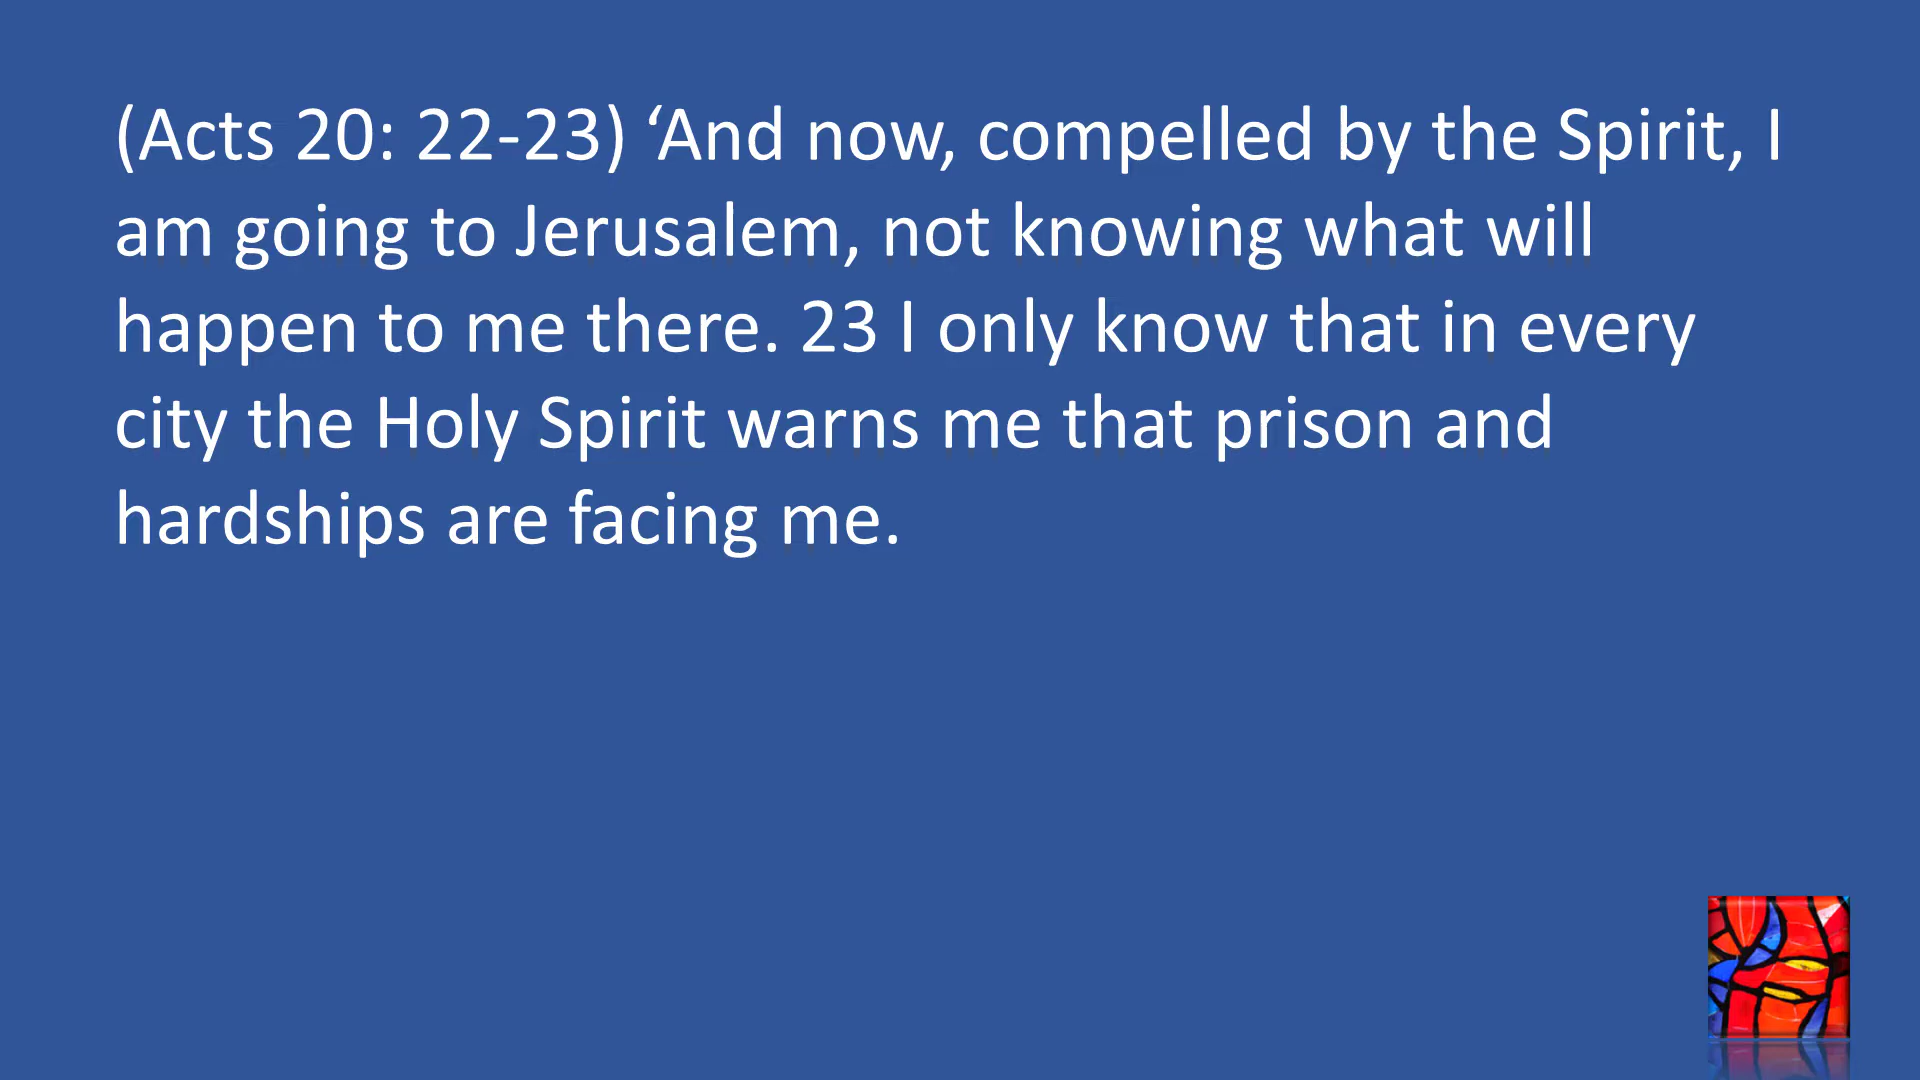 (Acts 20: 22-23) ‘And now, compelled by the Spirit, I
am going to Jerusalem, not knowing what will
happen to me there. 23 I only know that in every
city the Holy Spirit warns me that prison and
hardships are facing me.